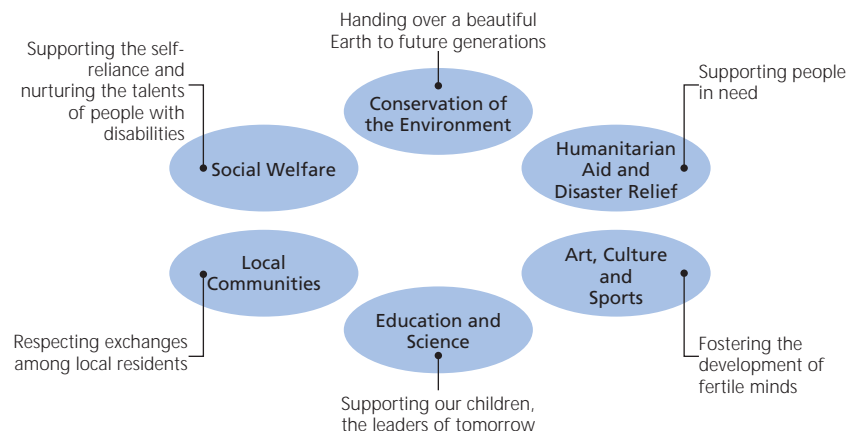 Handing over a beautiful
Earth to future generations
Conservation of
the Environment
Supporting the self-
reliance and
nurturing the talents
of people with
disabilities
Social Welfare
Supporting people
in need
Humanitarian
Aid and
Disaster Relief
Local
Communities
Respecting exchanges
among local residents
Education and
Science
Supporting our children,
the leaders of tomorrow
Art, Culture
and
Sports
Fostering the
development of
fertile minds